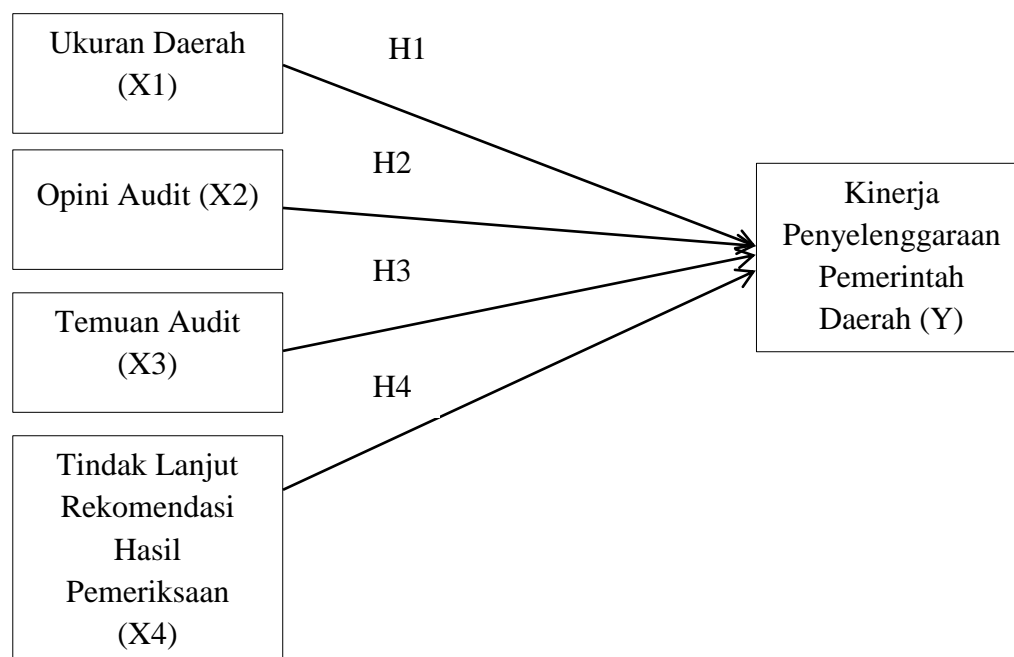 Ukuran Daerah
(X1)
H1
Opini Audit (X2)
H2
Temuan Audit
(X3)
H3
Tindak Lanjut
Rekomendasi
Hasil
Pemeriksaan
(X4)
H4
Kinerja
Penyelenggaraan
Pemerintah
Daerah (Y)